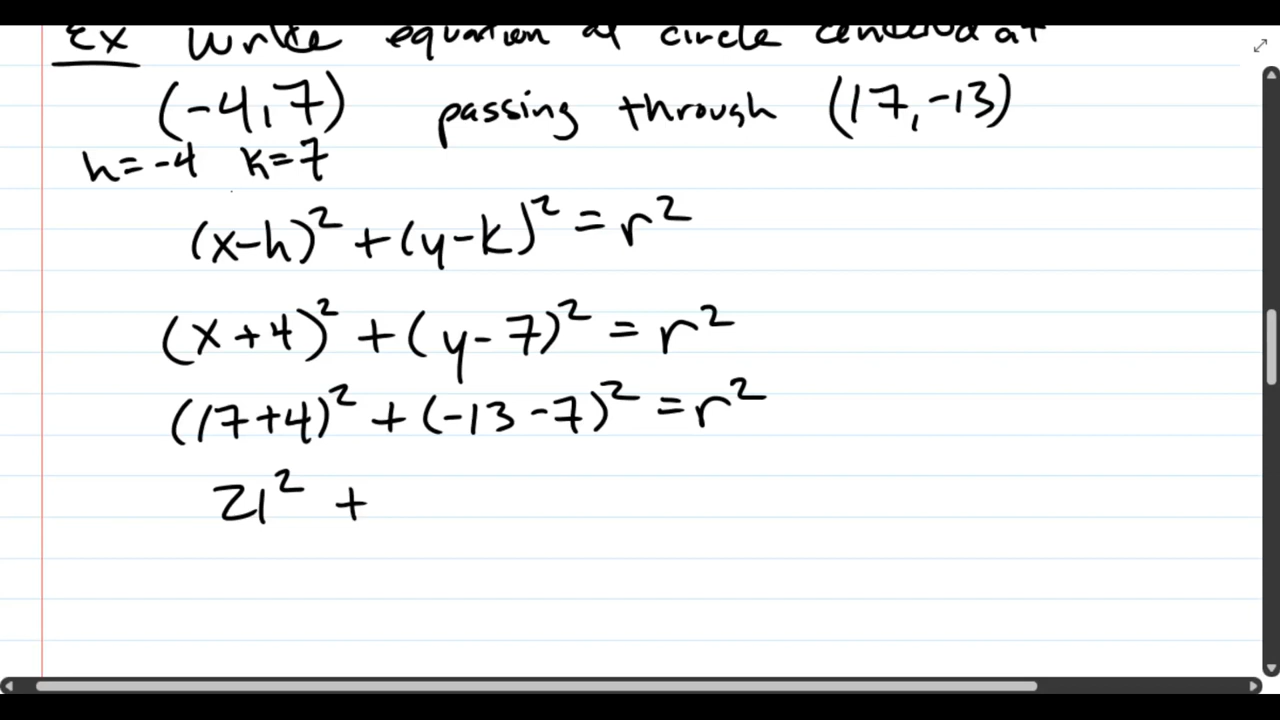 Ex Write equation of circle centered at
(-4,7) passing through (17,-13)
h=-4 k=7
(x-h)² + (y-k)² = r²
(x+4)² + (y-7)² = r²
(17+4)² + (-13-7)² = r²
21² +